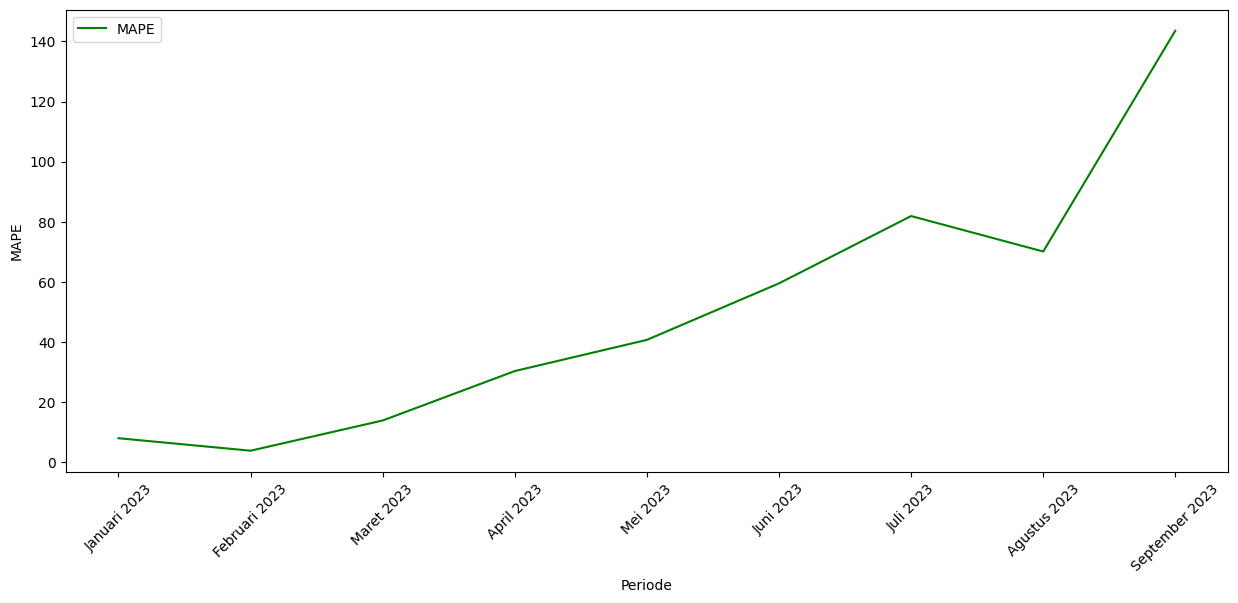 MAPE
140
120
100
80
60
40
20
0
MAPE
Januari 2023
Februari 2023
Maret 2023
April 2023
Mei 2023
Juni 2023
Juli 2023
Agustus 2023
September 2023
Periode